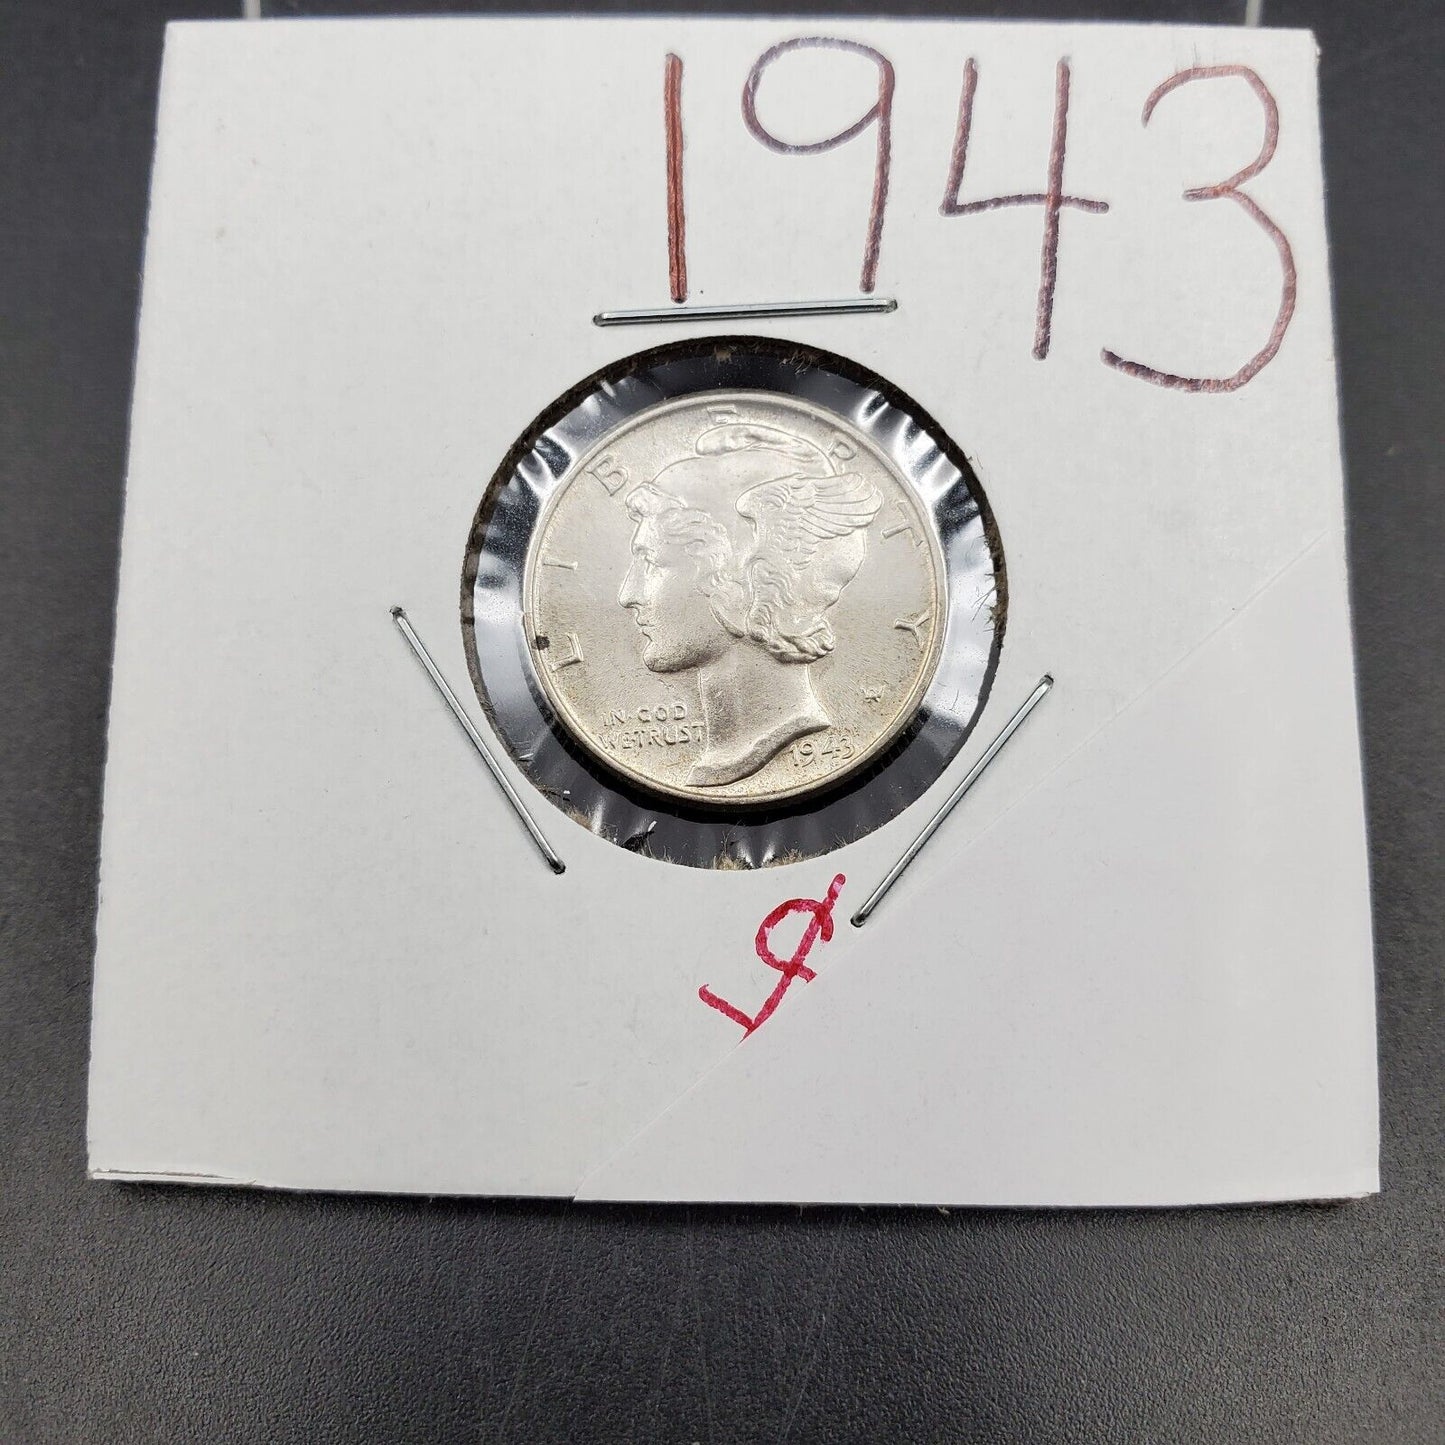 1943
LIBERTY
IN GOD
WE TRUST
1943